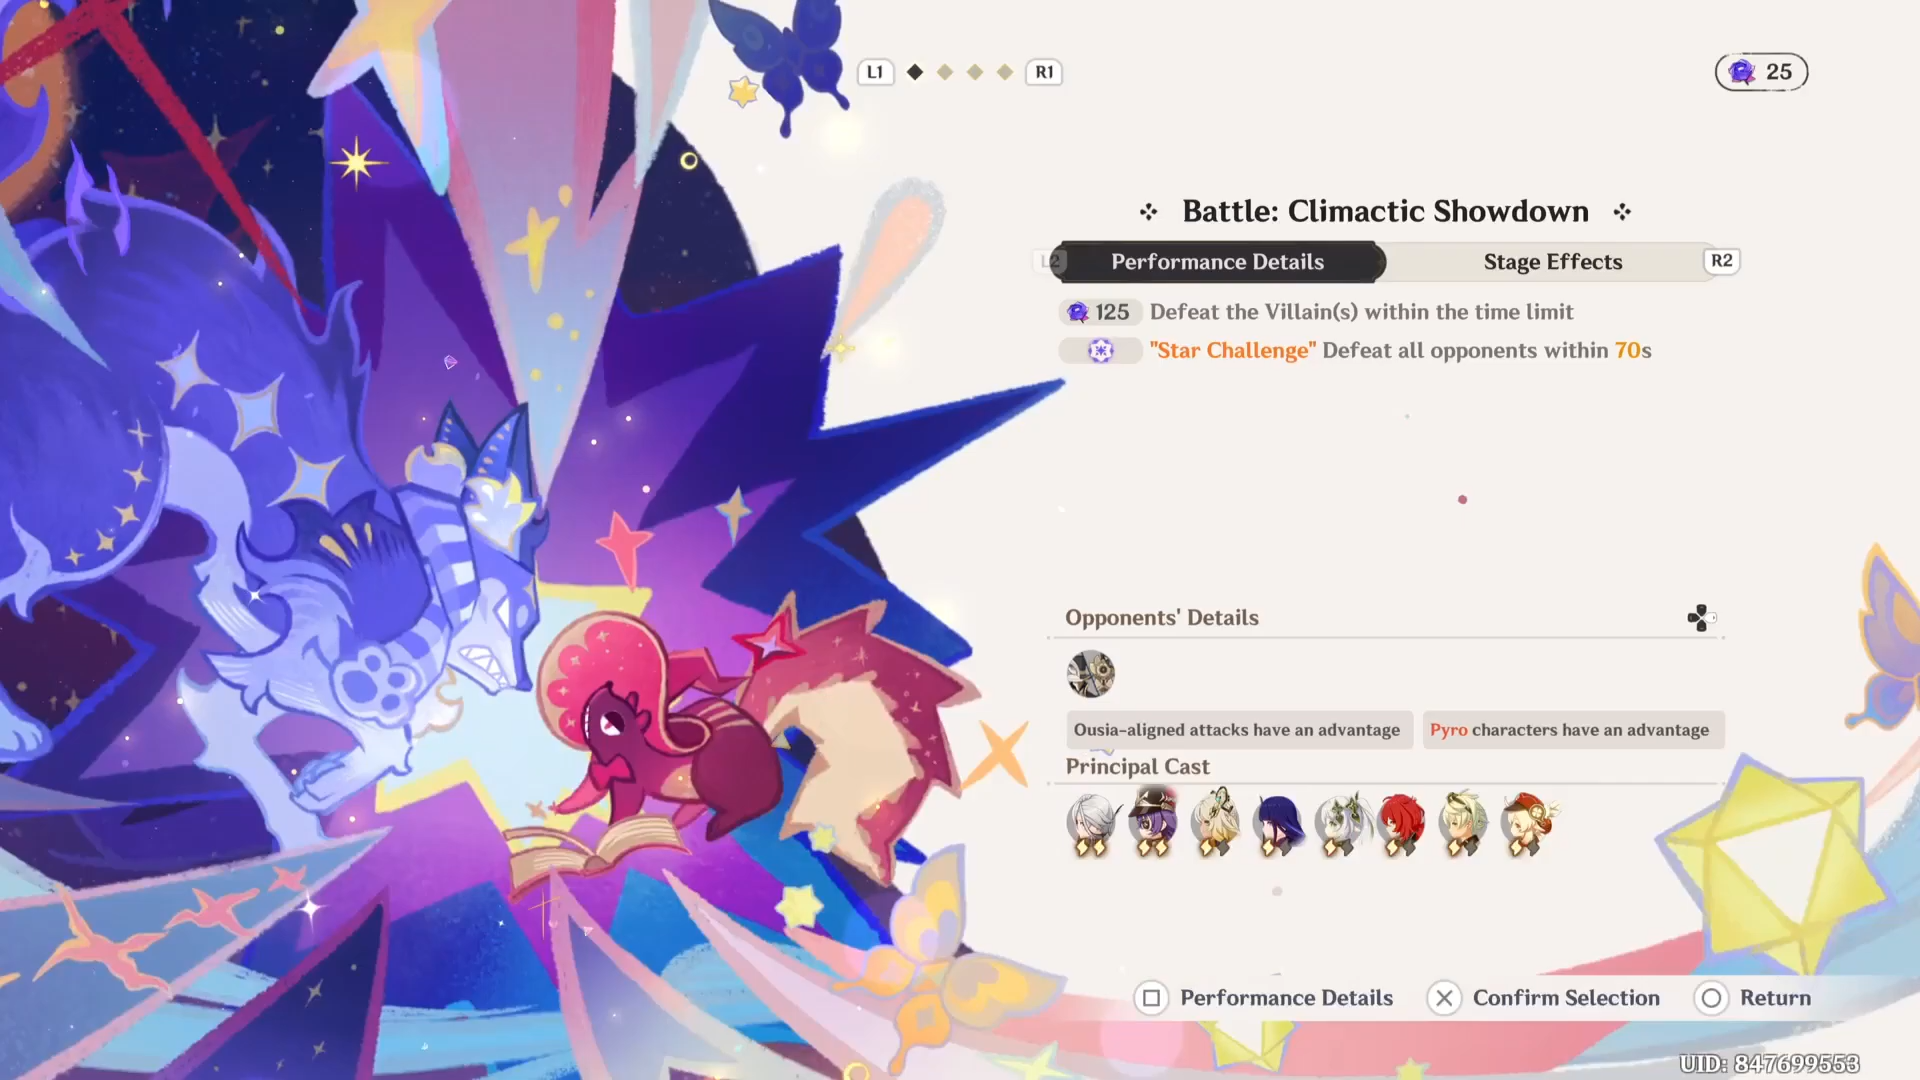 L1 R1
25
Battle: Climactic Showdown
L2 Performance Details Stage Effects R2
125 Defeat the Villain(s) within the time limit
"Star Challenge" Defeat all opponents within 70s
Opponents' Details
Ousia-aligned attacks have an advantage Pyro characters have an advantage
Principal Cast
Performance Details Confirm Selection Return
UID: 847699553